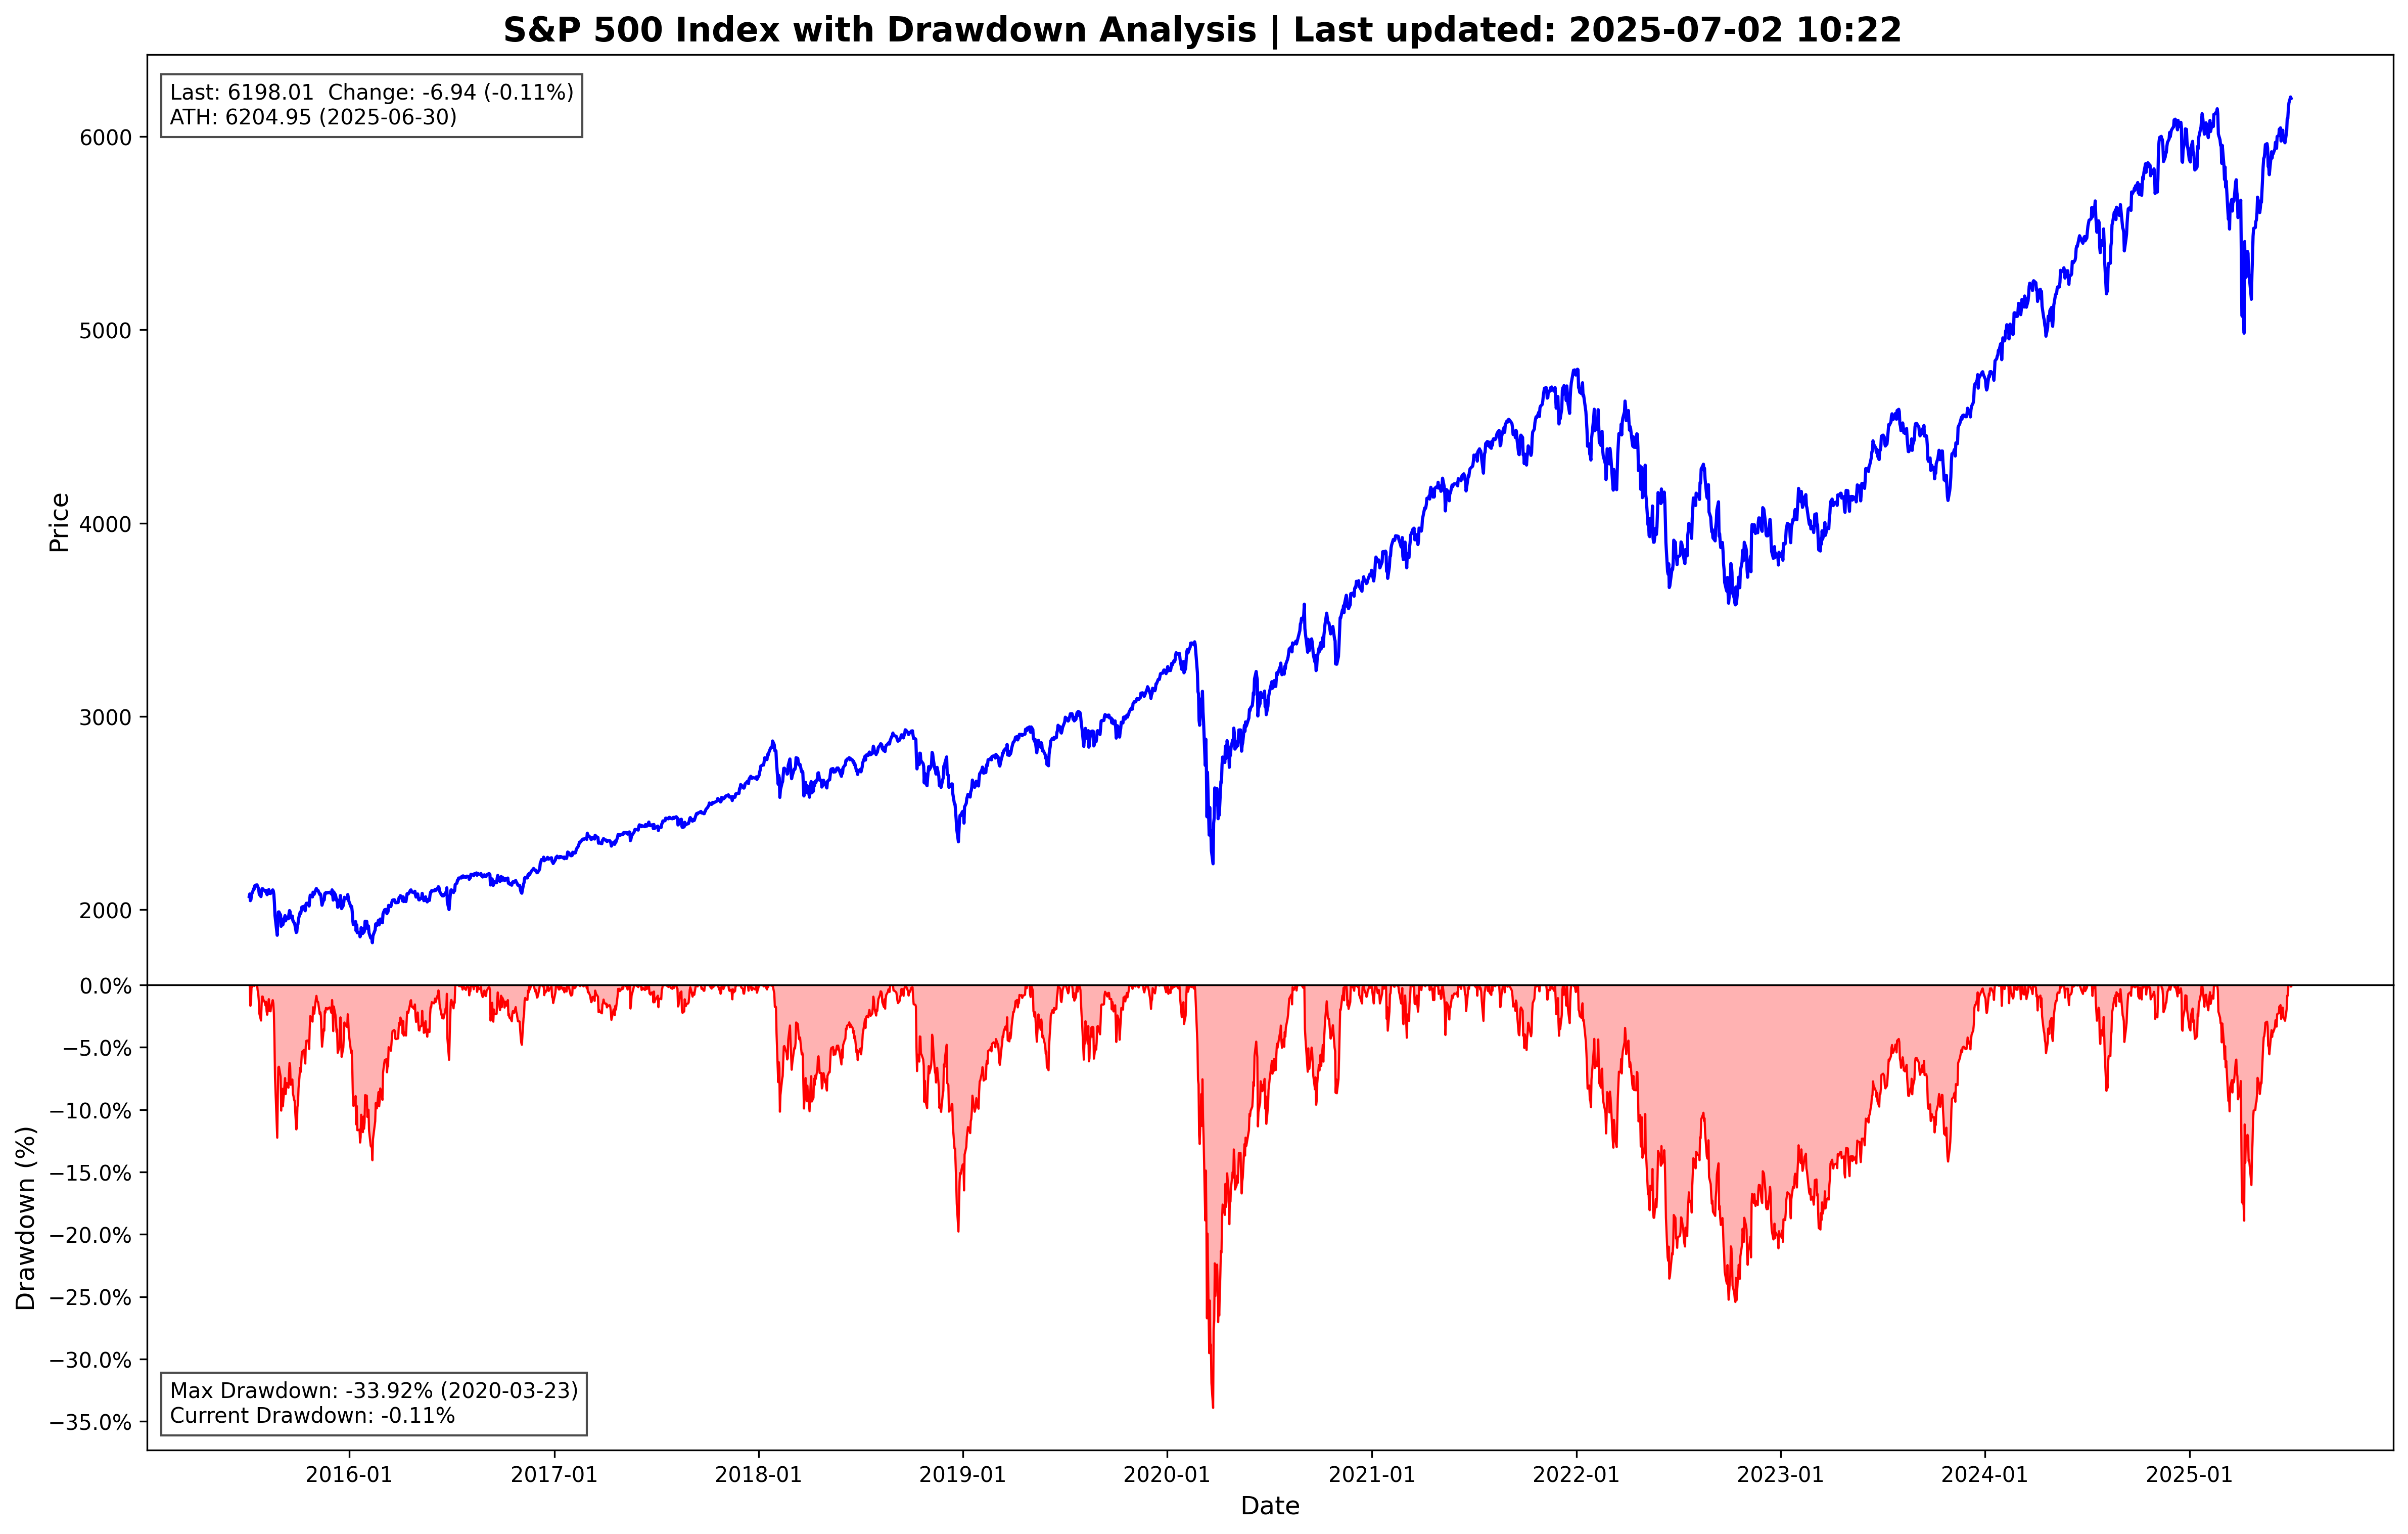 S&P 500 Index with Drawdown Analysis | Last updated: 2025-07-02 10:22
Last: 6198.01  Change: -6.94 (-0.11%)
ATH: 6204.95 (2025-06-30)
Price
6000
5000
4000
3000
2000
Drawdown (%)
0.0%
−5.0%
−10.0%
−15.0%
−20.0%
−25.0%
−30.0%
−35.0%
Max Drawdown: -33.92% (2020-03-23)
Current Drawdown: -0.11%
2016-01 2017-01 2018-01 2019-01 2020-01 2021-01 2022-01 2023-01 2024-01 2025-01
Date